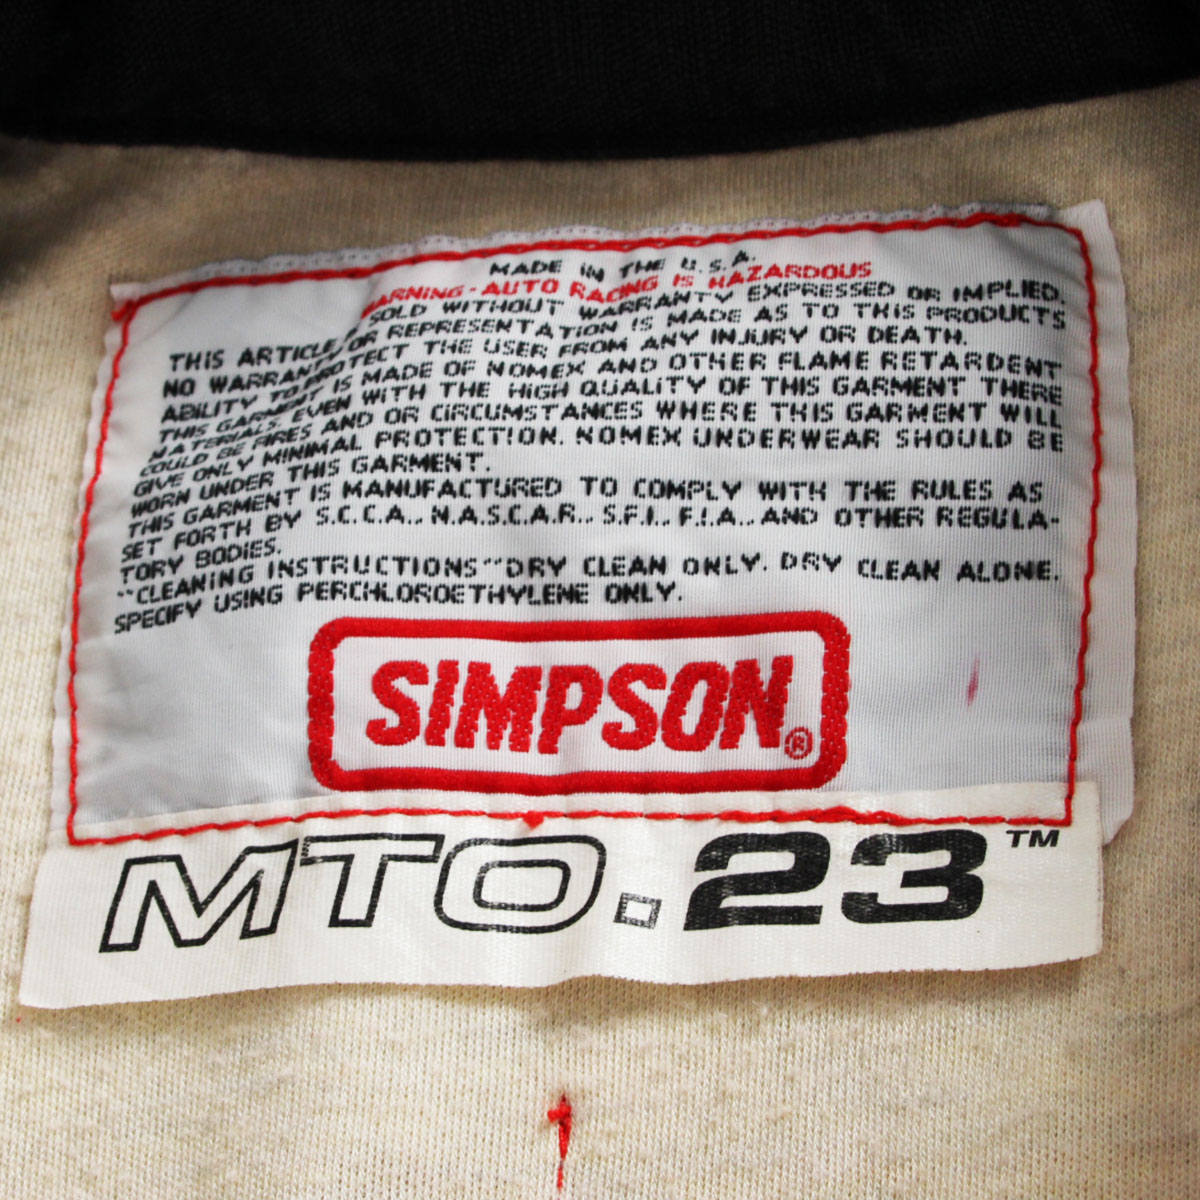 MADE IN THE U.S.A.
WARNING - AUTO RACING IS HAZARDOUS
THIS ARTICLE IS SOLD WITHOUT WARRANTY EXPRESSED OR IMPLIED.
NO WARRANTY OR REPRESENTATION IS MADE AS TO THIS PRODUCTS
ABILITY TO PROTECT THE USER FROM ANY INJURY OR DEATH.
THIS GARMENT IS MADE OF NOMEX AND OTHER FLAME RETARDENT
MATERIALS. EVEN WITH THE HIGH QUALITY OF THIS GARMENT THERE
COULD BE FIRES AND OR CIRCUMSTANCES WHERE THIS GARMENT WILL
GIVE ONLY MINIMAL PROTECTION. NOMEX UNDERWEAR SHOULD BE
WORN UNDER THIS GARMENT.
THIS GARMENT IS MANUFACTURED TO COMPLY WITH THE RULES AS
SET FORTH BY S.C.C.A., N.A.S.C.A.R., S.F.I., F.I.A., AND OTHER REGULA-
TORY BODIES.
"CLEANING INSTRUCTIONS" DRY CLEAN ONLY. DRY CLEAN ALONE.
SPECIFY USING PERCHLOROETHYLENE ONLY.
SIMPSON®
MTO.23™